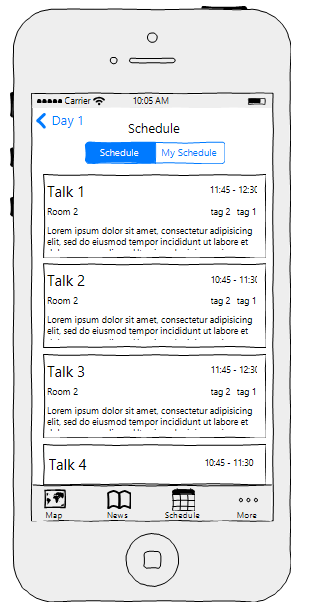 Carrier 10:05 AM
Day 1
Schedule
Schedule My Schedule
Talk 1 11:45 - 12:30
Room 2 tag 2 tag 1
Lorem ipsum dolor sit amet, consectetur adipisicing
elit, sed do eiusmod tempor incididunt ut labore et
Talk 2 10:45 - 11:30
Room 2 tag 2 tag 1
Lorem ipsum dolor sit amet, consectetur adipisicing
elit, sed do eiusmod tempor incididunt ut labore et
Talk 3 11:45 - 12:30
Room 2 tag 2 tag 1
Lorem ipsum dolor sit amet, consectetur adipisicing
elit, sed do eiusmod tempor incididunt ut labore et
Talk 4 10:45 - 11:30
Map News Schedule More